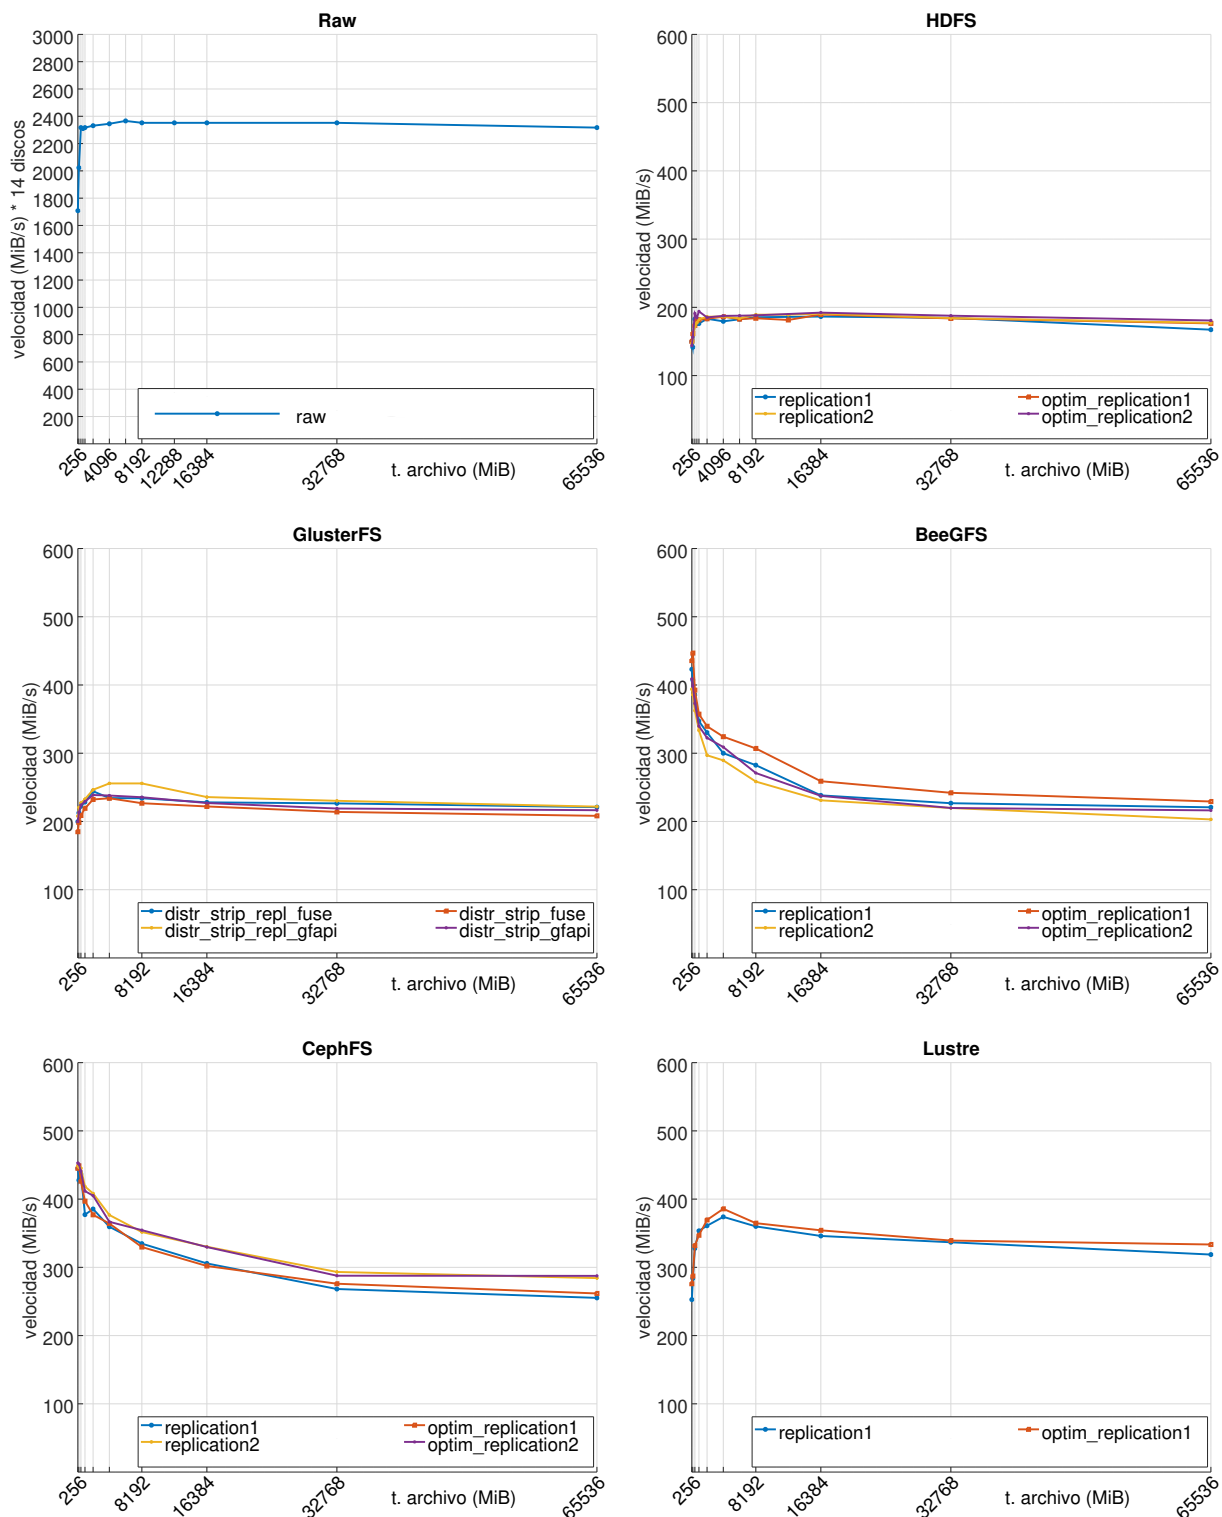 Raw
3000
2800
2600
2400
2200
2000
1800
1600
1400
1200
1000
800
600
400
200
velocidad (MiB/s) * 14 discos
raw
256
4096
8192
12288
16384
32768
65536
t. archivo (MiB)
HDFS
600
500
400
300
200
100
velocidad (MiB/s)
replication1
optim_replication1
replication2
optim_replication2
256
4096
8192
16384
32768
65536
t. archivo (MiB)
GlusterFS
600
500
400
300
200
100
velocidad (MiB/s)
distr_strip_repl_fuse
distr_strip_fuse
distr_strip_repl_gfapi
distr_strip_gfapi
256
8192
16384
32768
65536
t. archivo (MiB)
BeeGFS
600
500
400
300
200
100
velocidad (MiB/s)
replication1
optim_replication1
replication2
optim_replication2
256
8192
16384
32768
65536
t. archivo (MiB)
CephFS
600
500
400
300
200
100
velocidad (MiB/s)
replication1
optim_replication1
replication2
optim_replication2
256
8192
16384
32768
65536
t. archivo (MiB)
Lustre
600
500
400
300
200
100
velocidad (MiB/s)
replication1
optim_replication1
256
8192
16384
32768
65536
t. archivo (MiB)